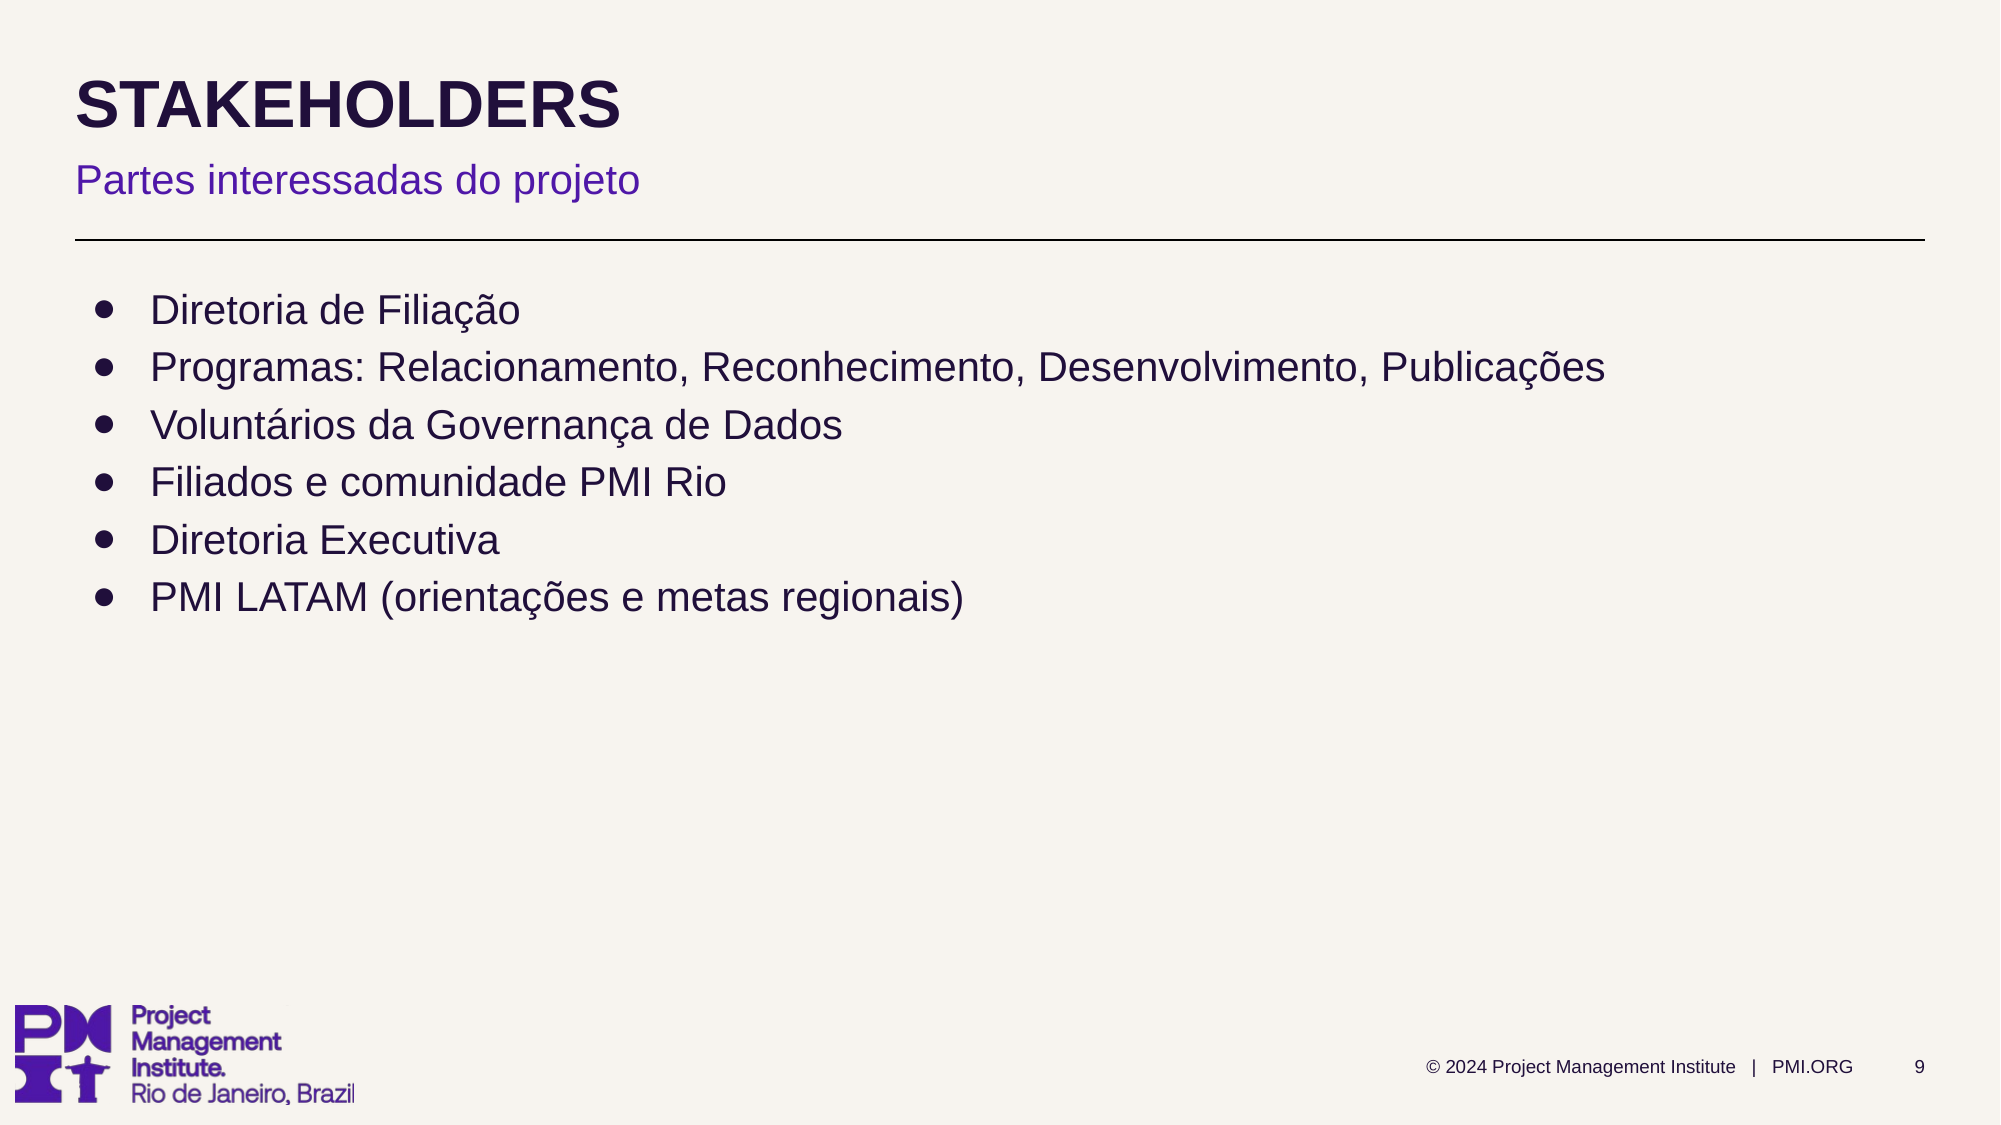 STAKEHOLDERS
Partes interessadas do projeto
● Diretoria de Filiação
● Programas: Relacionamento, Reconhecimento, Desenvolvimento, Publicações
● Voluntários da Governança de Dados
● Filiados e comunidade PMI Rio
● Diretoria Executiva
● PMI LATAM (orientações e metas regionais)
Project
Management
Institute.
Rio de Janeiro, Brazil
© 2024 Project Management Institute | PMI.ORG 9